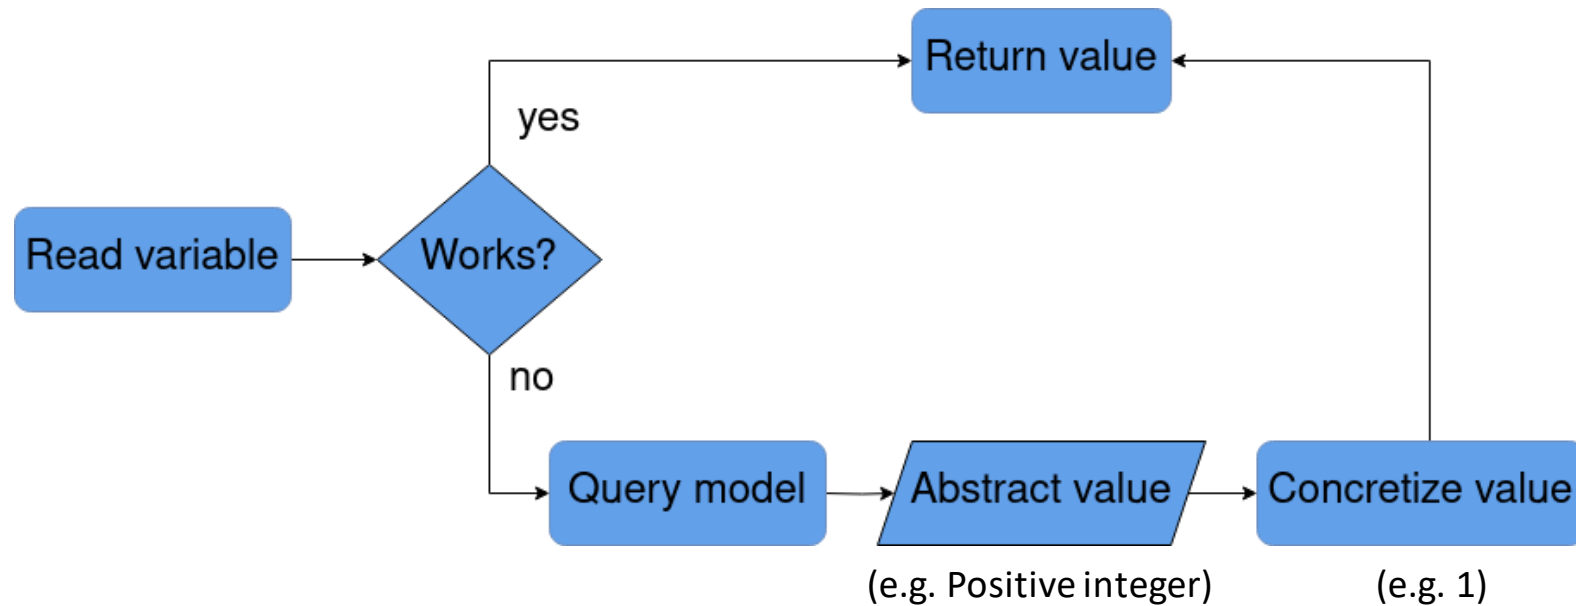 Return value
yes
Read variable
Works?
no
Query model
Abstract value
Concretize value
(e.g. Positive integer)
(e.g. 1)